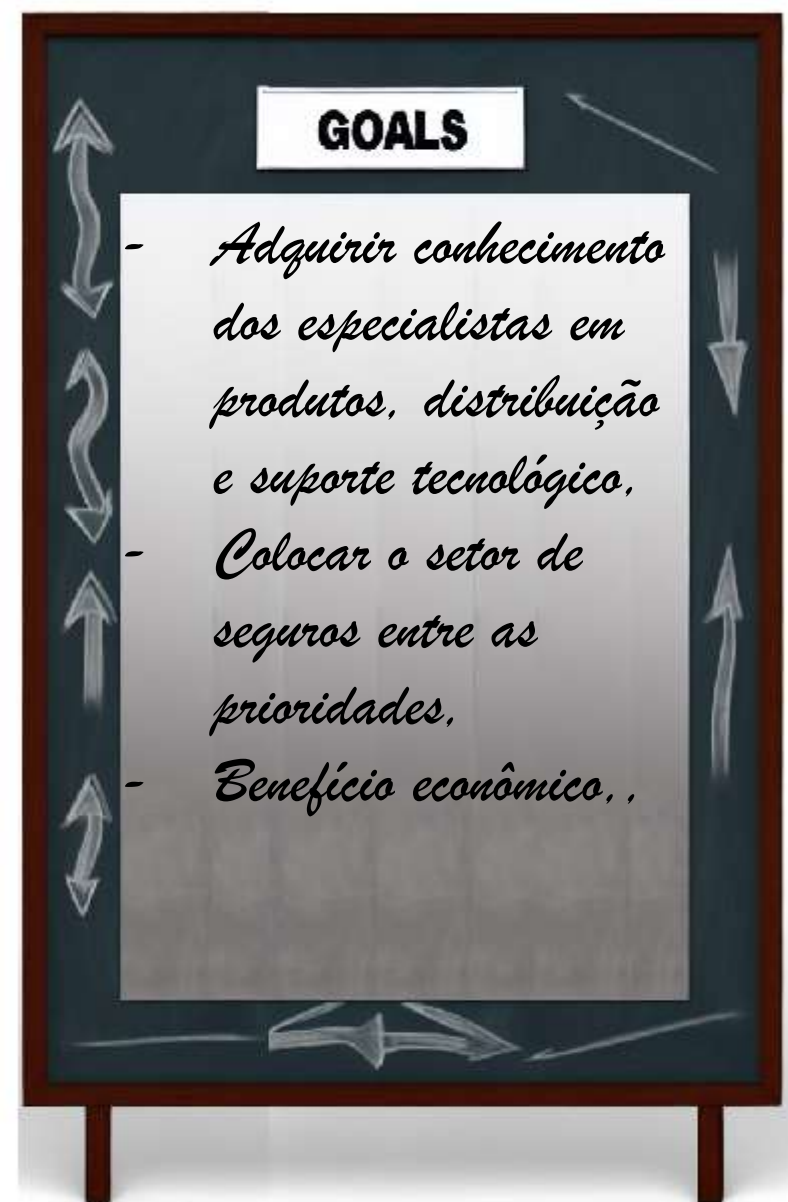 GOALS
- Adquirir conhecimento
dos especialistas em
produtos, distribuição
e suporte tecnológico,
- Colocar o setor de
seguros entre as
prioridades,
- Benefício econômico,,